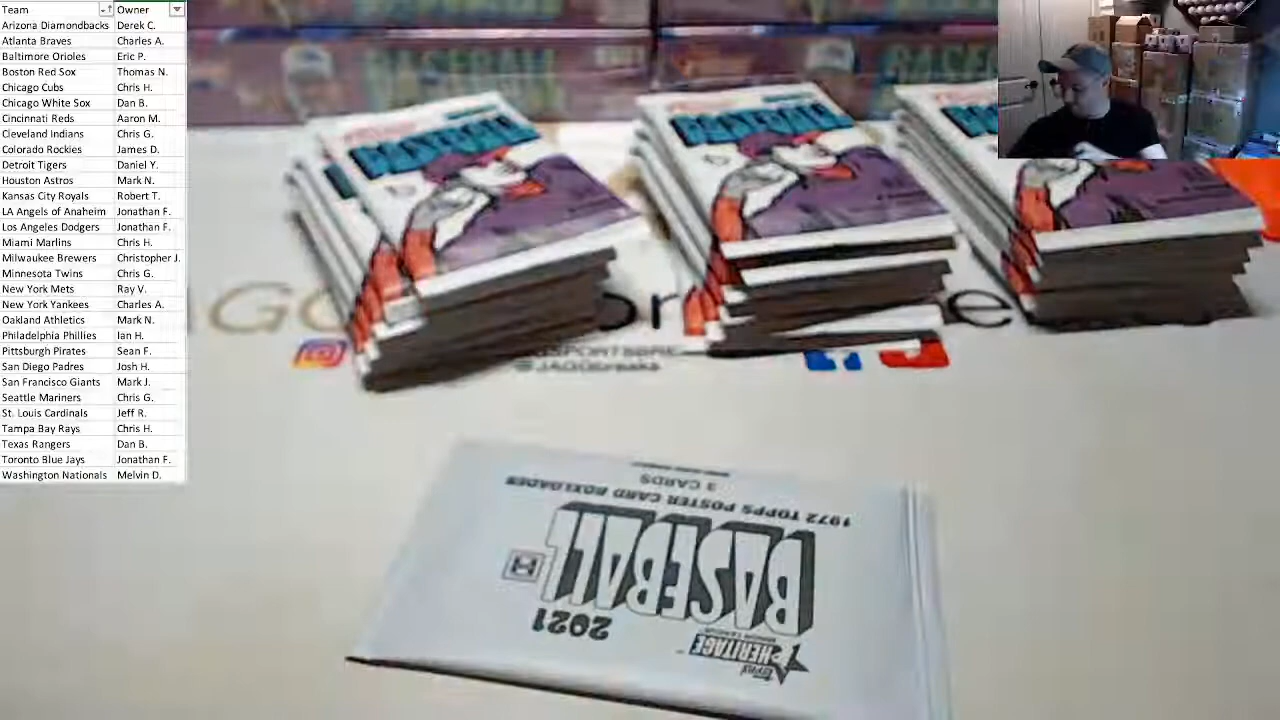 Team Owner
Arizona Diamondbacks Derek C.
Atlanta Braves Charles A.
Baltimore Orioles Eric P.
Boston Red Sox Thomas N.
Chicago Cubs Chris H.
Chicago White Sox Dan B.
Cincinnati Reds Aaron M.
Cleveland Indians Chris G.
Colorado Rockies James D.
Detroit Tigers Daniel Y.
Houston Astros Mark N.
Kansas City Royals Robert T.
LA Angels of Anaheim Jonathan F.
Los Angeles Dodgers Jonathan F.
Miami Marlins Chris H.
Milwaukee Brewers Christopher J.
Minnesota Twins Chris G.
New York Mets Ray V.
New York Yankees Charles A.
Oakland Athletics Mark N.
Philadelphia Phillies Ian H.
Pittsburgh Pirates Sean F.
San Diego Padres Josh H.
San Francisco Giants Mark J.
Seattle Mariners Chris G.
St. Louis Cardinals Jeff R.
Tampa Bay Rays Chris H.
Texas Rangers Dan B.
Toronto Blue Jays Jonathan F.
Washington Nationals Melvin D.
BASEBALL
BASEBALL
BASEBALL
BASEBALL
@JAGObreaks
Topps
HERITAGE
2021
BASEBALL
1972 TOPPS POSTER CARD BOXLOADER
3 CARDS